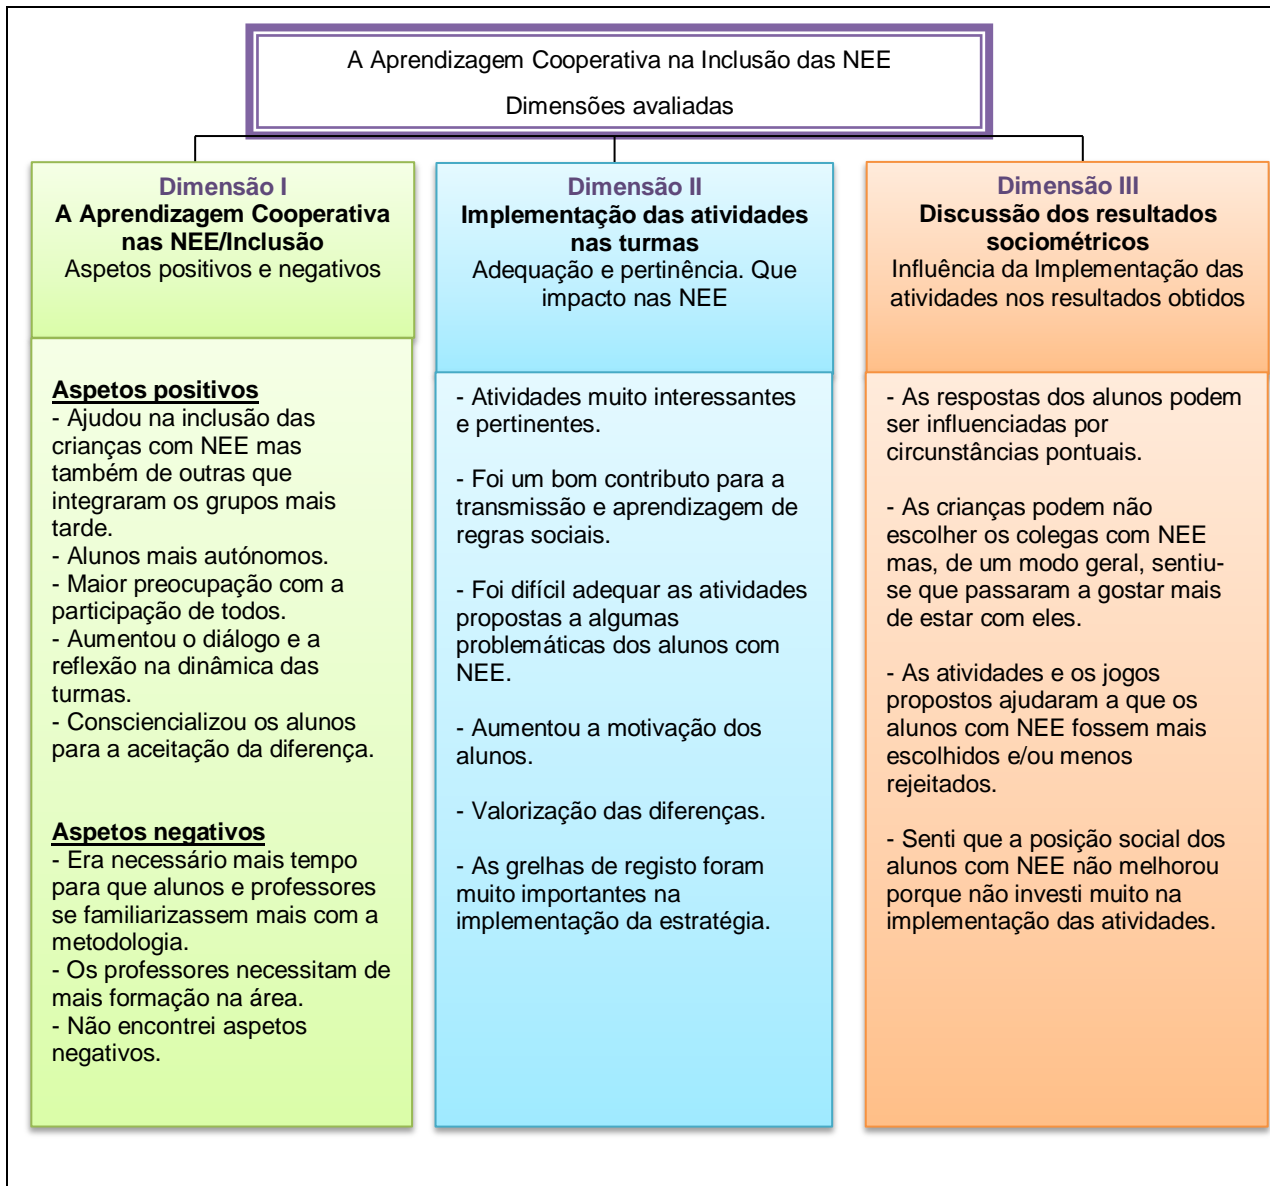 A Aprendizagem Cooperativa na Inclusão das NEE
Dimensões avaliadas
Dimensão I
A Aprendizagem Cooperativa
nas NEE/Inclusão
Aspetos positivos e negativos
Aspetos positivos
- Ajudou na inclusão das
crianças com NEE mas
também de outras que
integraram os grupos mais
tarde.
- Alunos mais autónomos.
- Maior preocupação com a
participação de todos.
- Aumentou o diálogo e a
reflexão na dinâmica das
turmas.
- Consciencializou os alunos
para a aceitação da diferença.
Aspetos negativos
- Era necessário mais tempo
para que alunos e professores
se familiarizassem mais com a
metodologia.
- Os professores necessitam de
mais formação na área.
- Não encontrei aspetos
negativos.
Dimensão II
Implementação das atividades
nas turmas
Adequação e pertinência. Que
impacto nas NEE
- Atividades muito interessantes
e pertinentes.
- Foi um bom contributo para a
transmissão e aprendizagem de
regras sociais.
- Foi difícil adequar as atividades
propostas a algumas
problemáticas dos alunos com
NEE.
- Aumentou a motivação dos
alunos.
- Valorização das diferenças.
- As grelhas de registo foram
muito importantes na
implementação da estratégia.
Dimensão III
Discussão dos resultados
sociométricos
Influência da Implementação das
atividades nos resultados obtidos
- As respostas dos alunos podem
ser influenciadas por
circunstâncias pontuais.
- As crianças podem não
escolher os colegas com NEE
mas, de um modo geral, sentiu-
se que passaram a gostar mais
de estar com eles.
- As atividades e os jogos
propostos ajudaram a que os
alunos com NEE fossem mais
escolhidos e/ou menos
rejeitados.
- Senti que a posição social dos
alunos com NEE não melhorou
porque não investi muito na
implementação das atividades.